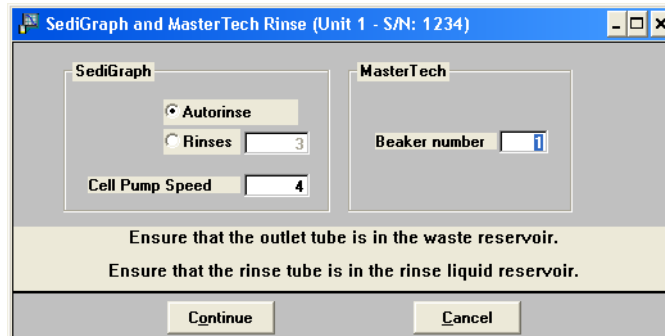 SediGraph and MasterTech Rinse (Unit 1 - S/N: 1234)
SediGraph
MasterTech
Autorinse
Rinses 3
Beaker number 1
Cell Pump Speed 4
Ensure that the outlet tube is in the waste reservoir.
Ensure that the rinse tube is in the rinse liquid reservoir.
Continue
Cancel